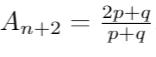 A_{n+2} = \frac{2p+q}{p+q}